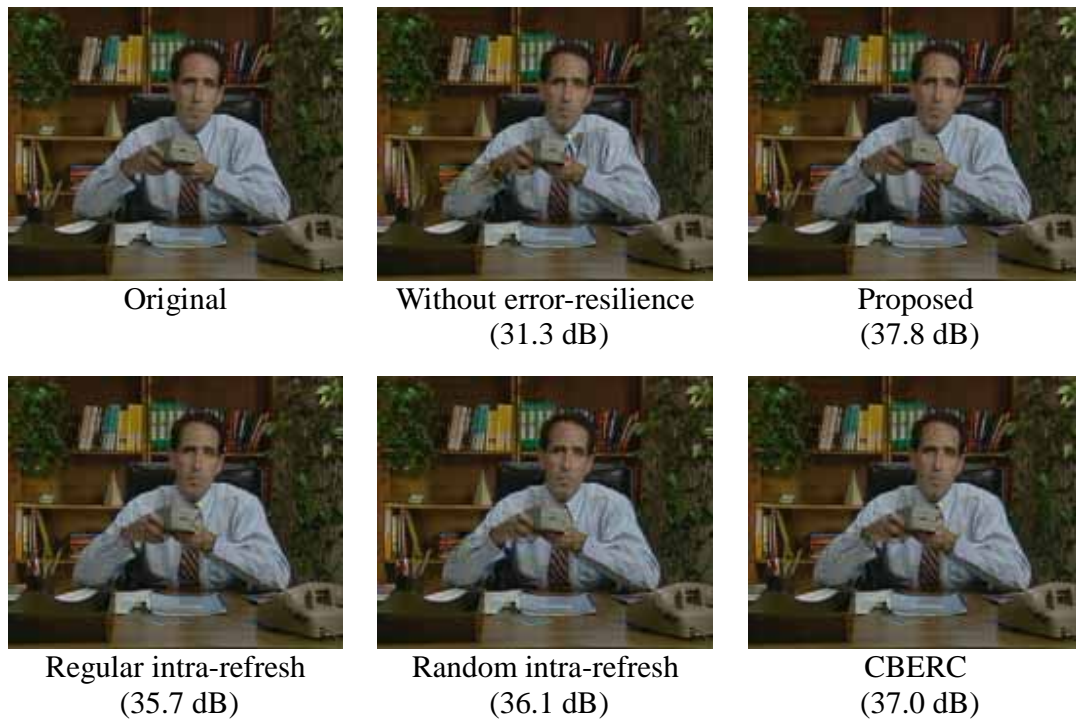 Original
Without error-resilience
(31.3 dB)
Proposed
(37.8 dB)
Regular intra-refresh
(35.7 dB)
Random intra-refresh
(36.1 dB)
CBERC
(37.0 dB)